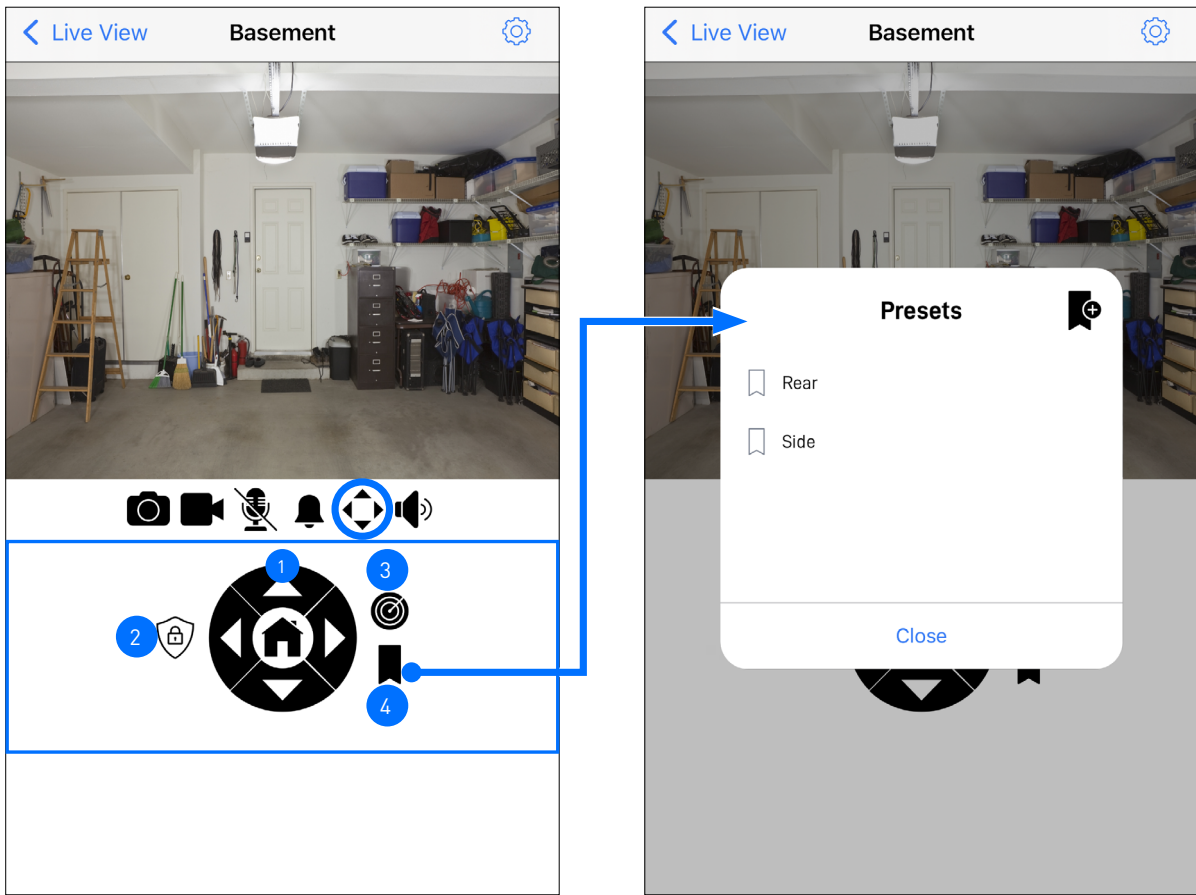 Live View
Basement
1
2
3
4
Live View
Basement
Presets
Rear
Side
Close